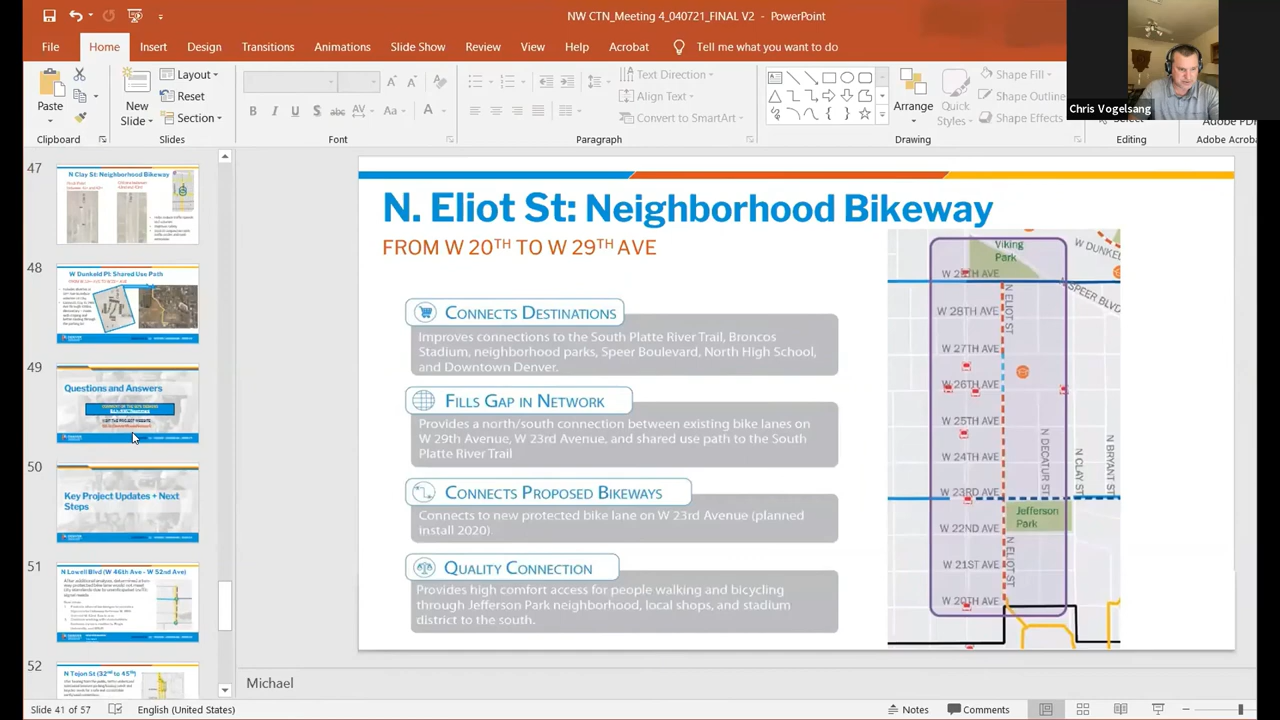 NW CTN_Meeting 4_040721_FINAL V2 - PowerPoint
File Home Insert Design Transitions Animations Slide Show Review View Help Acrobat Tell me what you want to do
Chris Vogelsang
Paste
New
Slide
Layout
Reset
Section
B I U S abc AV Aa A
Text Direction
Align Text
Convert to SmartArt
Arrange
Quick
Styles
Shape Fill
Shape Outline
Shape Effects
Select
Adobe Acroba
Clipboard Slides Font Paragraph Drawing Editing
47
N Clay St: Neighborhood Bikeway
48
W Dunkeld Pl: Shared Use Path
49
Questions and Answers
50
Key Project Updates + Next
Steps
51
N Lowell Blvd (W 46th Ave - W 52nd Ave)
52
N Tejon St (32nd to 45th)
N. Eliot St: Neighborhood Bikeway
FROM W 20TH TO W 29TH AVE
CONNECTS DESTINATIONS
Improves connections to the South Platte River Trail, Broncos
Stadium, neighborhood parks, Speer Boulevard, North High School,
and Downtown Denver.
FILLS GAP IN NETWORK
Provides a north/south connection between existing bike lanes on
W 29th Avenue, W 23rd Avenue, and shared use path to the South
Platte River Trail
CONNECTS PROPOSED BIKEWAYS
Connects to new protected bike lane on W 23rd Avenue (planned
install 2020)
QUALITY CONNECTION
Provides high comfort access for people walking and bicycling
through Jefferson Park neighborhood, local shops, and stadium
district to the south
Viking
Park
W DUNKE
W 29TH AVE
SPEER BLVD
W 28TH AVE
N ELIOT ST
W 27TH AVE
W 26TH AVE
W 25TH AVE
W 24TH AVE
N DECATUR ST
N CLAY ST
N BRYANT ST
W 23RD AVE
Jefferson
Park
W 22ND AVE
W 21ST AVE
Michael
Slide 41 of 57 English (United States) Notes Comments